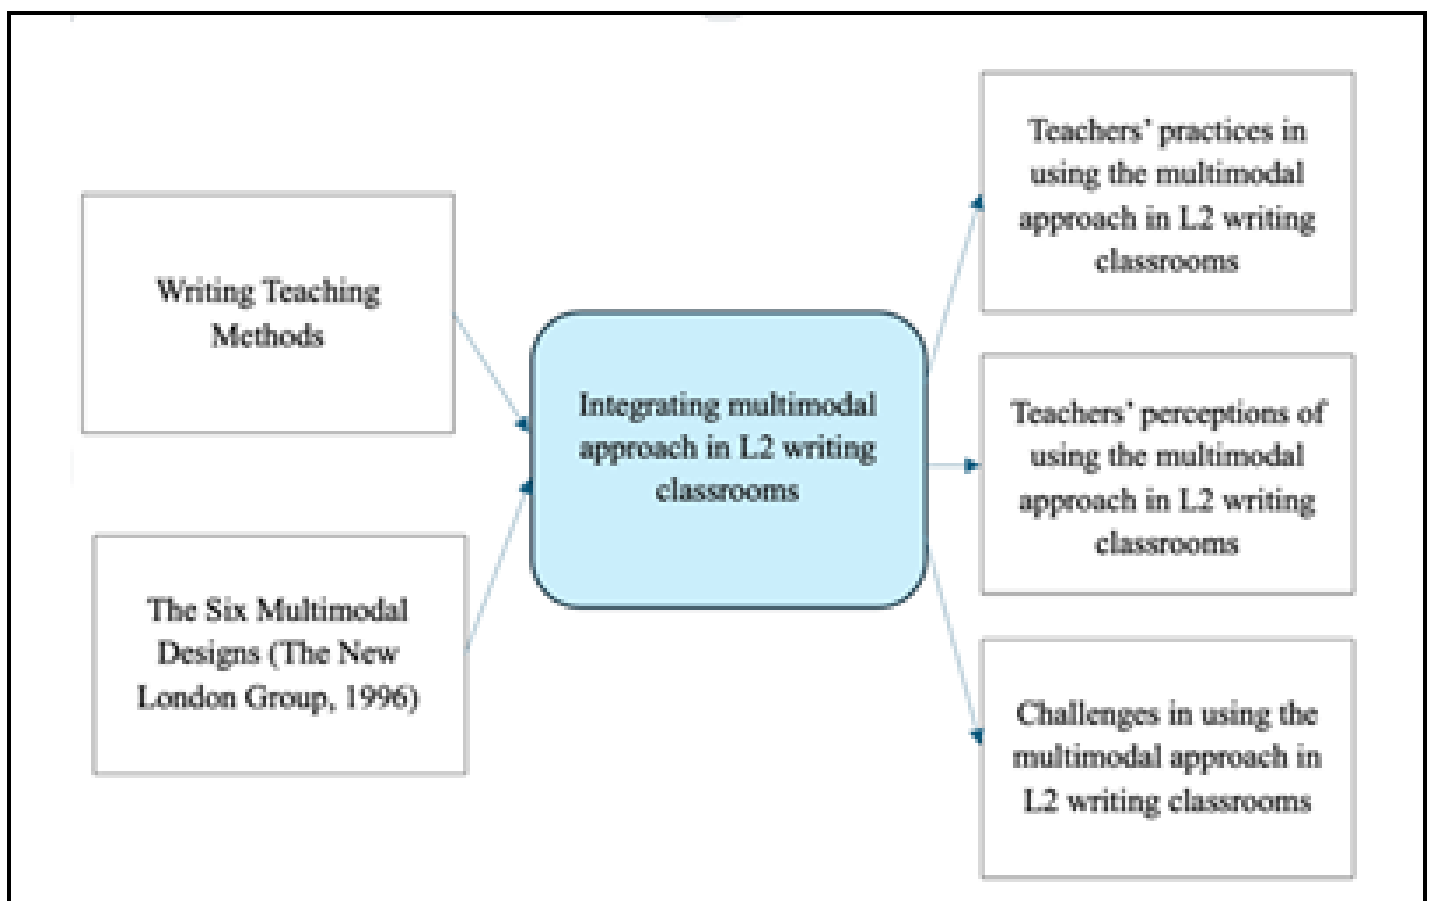 Writing Teaching
Methods
The Six Multimodal
Designs (The New
London Group, 1996)
Integrating multimodal
approach in L2 writing
classrooms
Teachers’ practices in
using the multimodal
approach in L2 writing
classrooms
Teachers’ perceptions of
using the multimodal
approach in L2 writing
classrooms
Challenges in using the
multimodal approach in
L2 writing classrooms